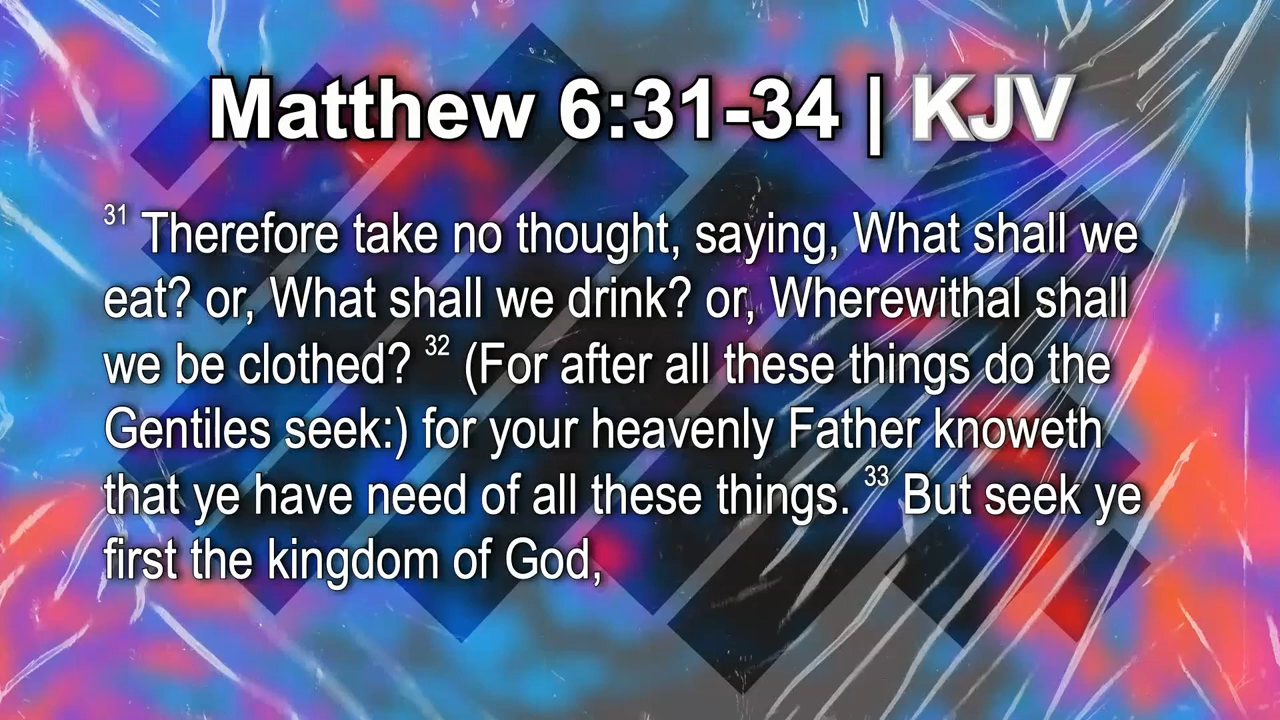 Matthew 6:31-34 | KJV
31 Therefore take no thought, saying, What shall we
eat? or, What shall we drink? or, Wherewithal shall
we be clothed? 32 (For after all these things do the
Gentiles seek:) for your heavenly Father knoweth
that ye have need of all these things. 33 But seek ye
first the kingdom of God,